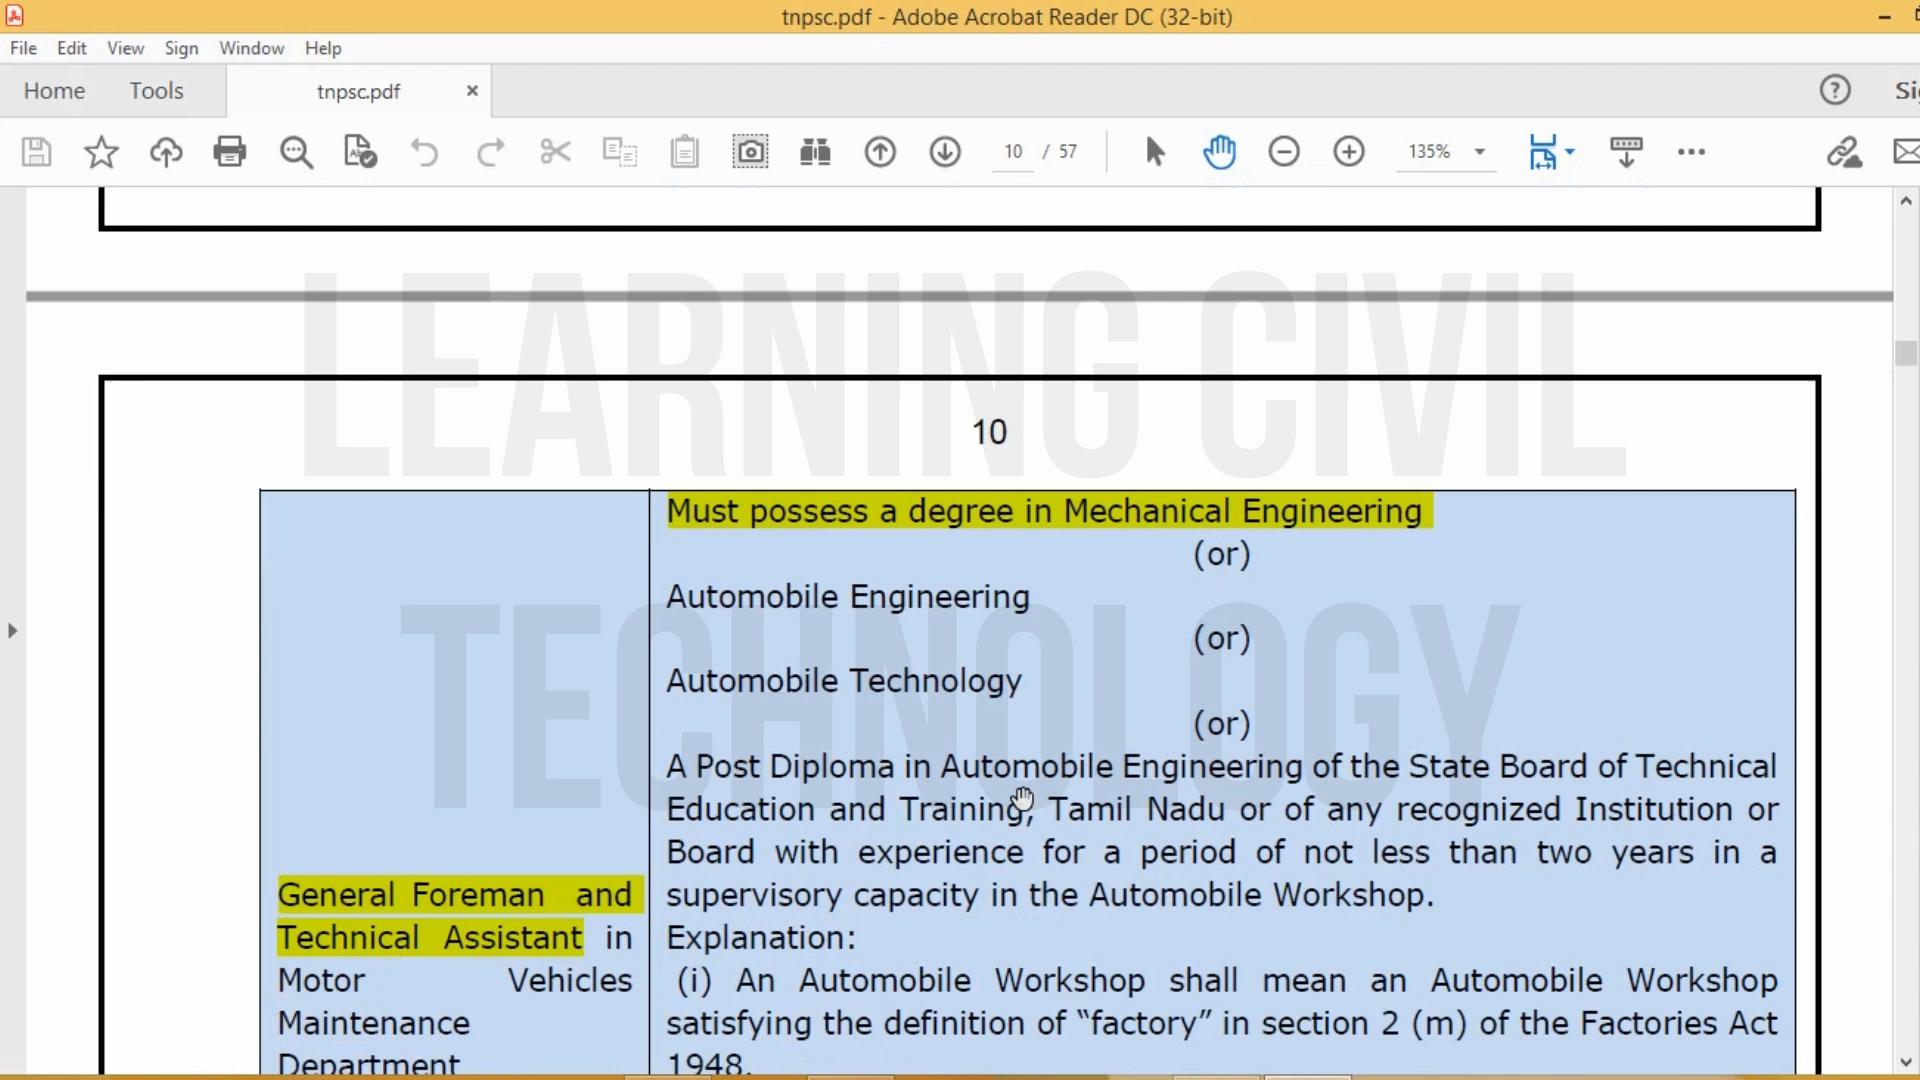 tnpsc.pdf - Adobe Acrobat Reader DC (32-bit)
File Edit View Sign Window Help
Home Tools tnpsc.pdf ×
10 / 57 135%
LEARNING CIVIL
TECHNOLOGY
10
Must possess a degree in Mechanical Engineering
(or)
Automobile Engineering
(or)
Automobile Technology
(or)
A Post Diploma in Automobile Engineering of the State Board of Technical
Education and Training, Tamil Nadu or of any recognized Institution or
Board with experience for a period of not less than two years in a
supervisory capacity in the Automobile Workshop.
Explanation:
(i) An Automobile Workshop shall mean an Automobile Workshop
satisfying the definition of “factory” in section 2 (m) of the Factories Act
1948.
General Foreman and
Technical Assistant in
Motor Vehicles
Maintenance
Department